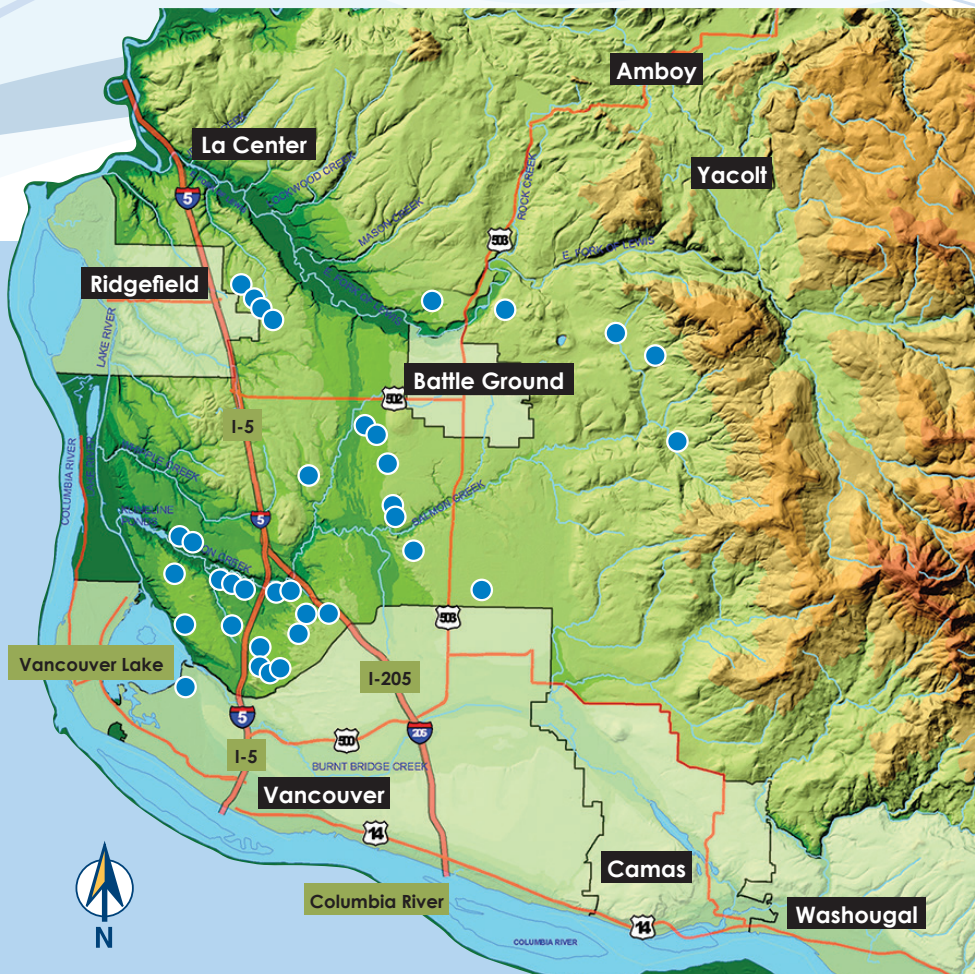 Amboy
La Center
Yacolt
ROCKWOOD CREEK
ROCK CREEK
5
MASON CREEK
503
E. FORK OF LEWIS
Ridgefield
LAKE RIVER
Battle Ground
502
I-5
COLUMBIA RIVER
SALMON CREEK
5
503
Vancouver Lake
I-205
5
205
500
I-5
BURNT BRIDGE CREEK
Vancouver
14
Camas
Columbia River
Washougal
14
N
COLUMBIA RIVER